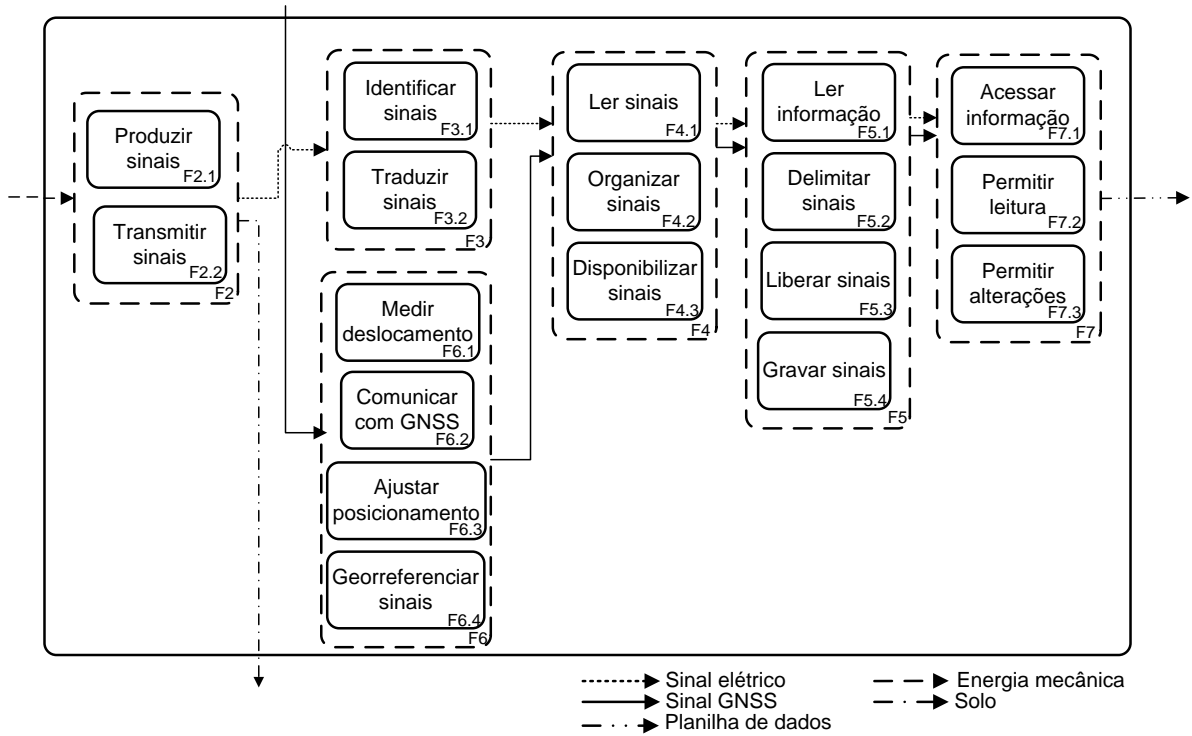 Produzir
sinais
F2.1
Transmitir
sinais
F2.2
F2
Identificar
sinais
F3.1
Traduzir
sinais
F3.2
F3
Medir
deslocamento
F6.1
Comunicar
com GNSS
F6.2
Ajustar
posicionamento
F6.3
Georreferenciar
sinais
F6.4
F6
Ler sinais
F4.1
Organizar
sinais
F4.2
Disponibilizar
sinais
F4.3
F4
Ler
informação
F5.1
Delimitar
sinais
F5.2
Liberar sinais
F5.3
Gravar sinais
F5.4
F5
Acessar
informação
F7.1
Permitir
leitura
F7.2
Permitir
alterações
F7.3
F7
Sinal elétrico
Sinal GNSS
Planilha de dados
Energia mecânica
Solo